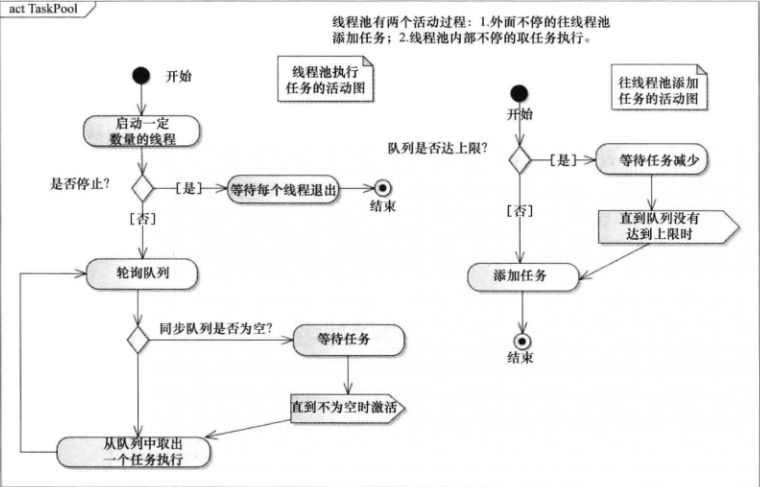 act TaskPool
线程池有两个活动过程：1.外面不停的往线程池
添加任务；2.线程池内部不停的取任务执行。
线程池执行
任务的活动图
往线程池添加
任务的活动图
开始
启动一定
数量的线程
是否停止?
[是]
等待每个线程退出
结束
[否]
轮询队列
同步队列是否为空?
等待任务
直到不为空时激活
从队列中取出
一个任务执行
开始
队列是否达上限?
[是]
等待任务减少
[否]
直到队列没有
达到上限时
添加任务
结束